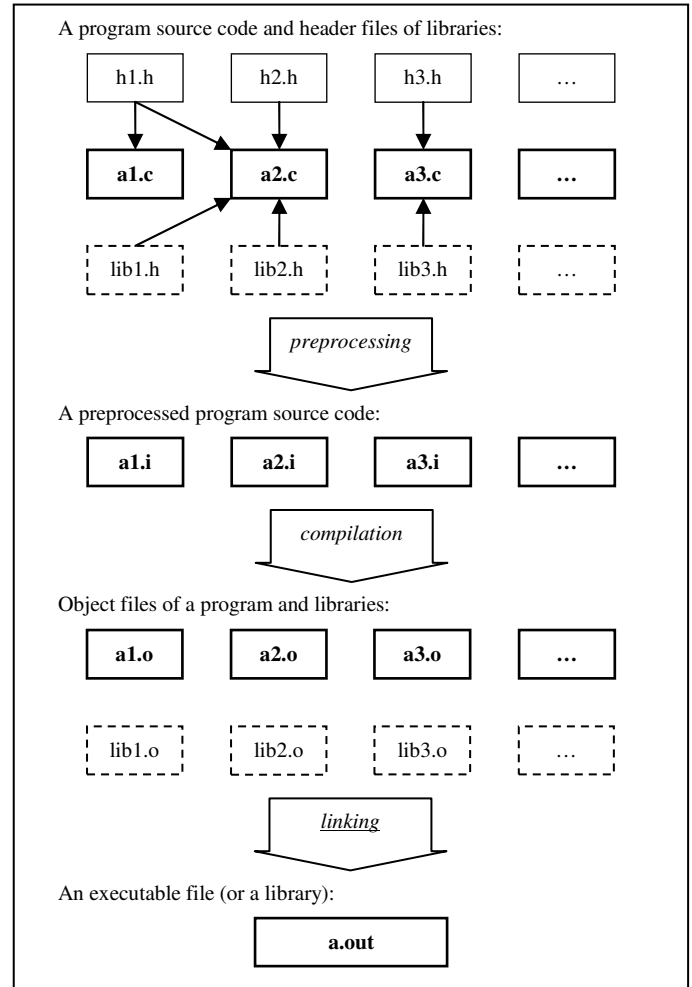 A program source code and header files of libraries:
h1.h h2.h h3.h …
a1.c a2.c a3.c …
lib1.h lib2.h lib3.h …
preprocessing
A preprocessed program source code:
a1.i a2.i a3.i …
compilation
Object files of a program and libraries:
a1.o a2.o a3.o …
lib1.o lib2.o lib3.o …
linking
An executable file (or a library):
a.out